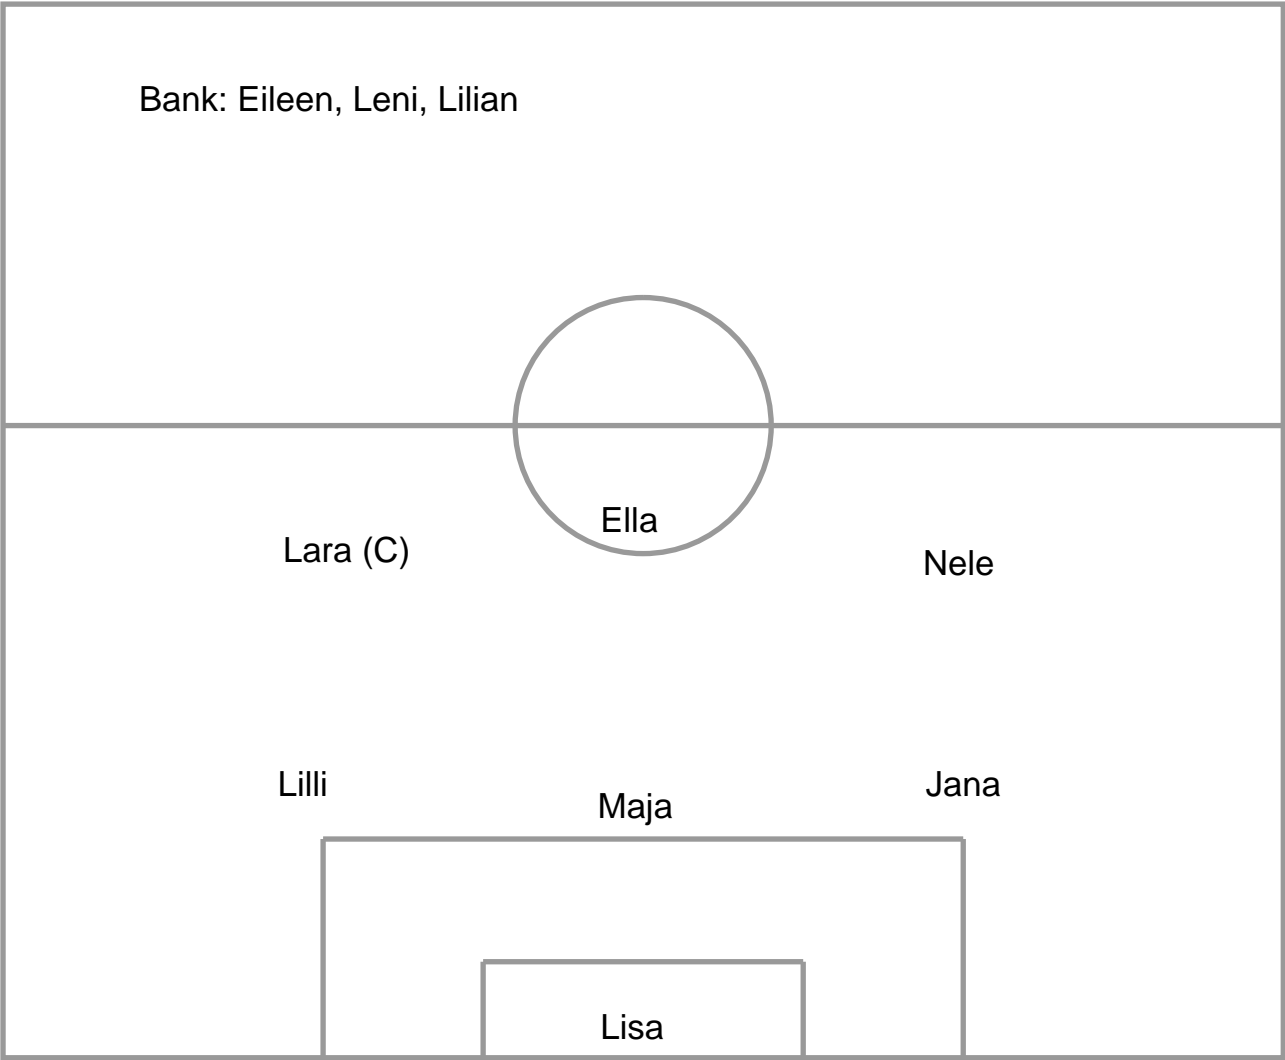 Bank: Eileen, Leni, Lilian
Ella
Lara (C)
Nele
Lilli
Maja
Jana
Lisa